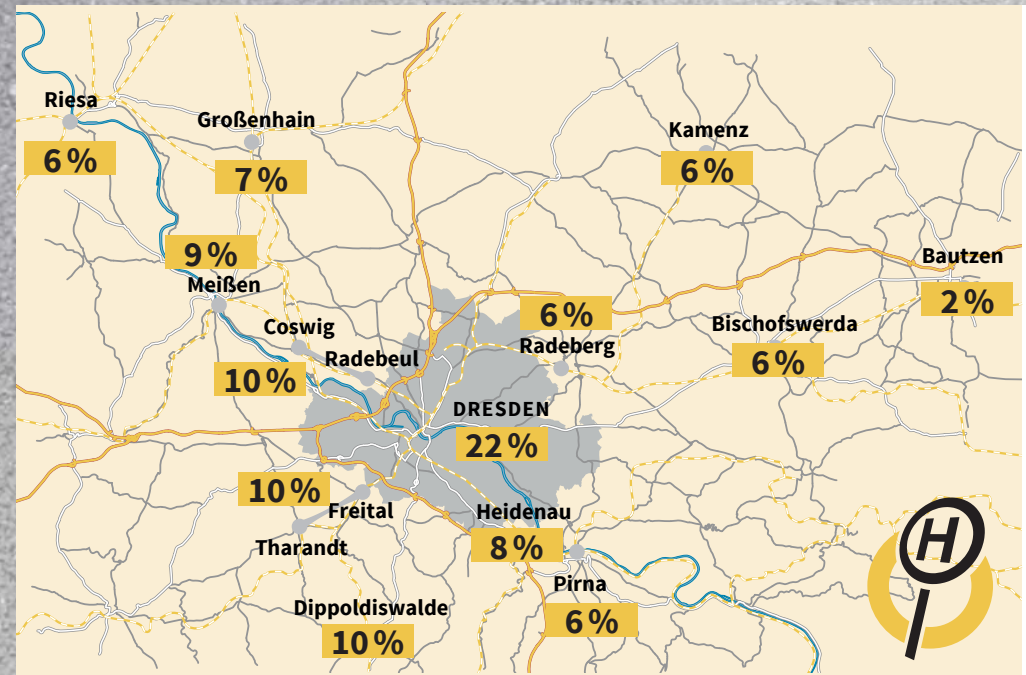 Riesa
6 %
Großenhain
7 %
Kamenz
6 %
9 %
Meißen
Bautzen
2 %
Coswig
Radebeul
10 %
6 %
Radeberg
Bischofswerda
6 %
DRESDEN
22 %
10 %
Freital
Tharandt
Heidenau
8 %
Pirna
6 %
Dippoldiswalde
10 %
H